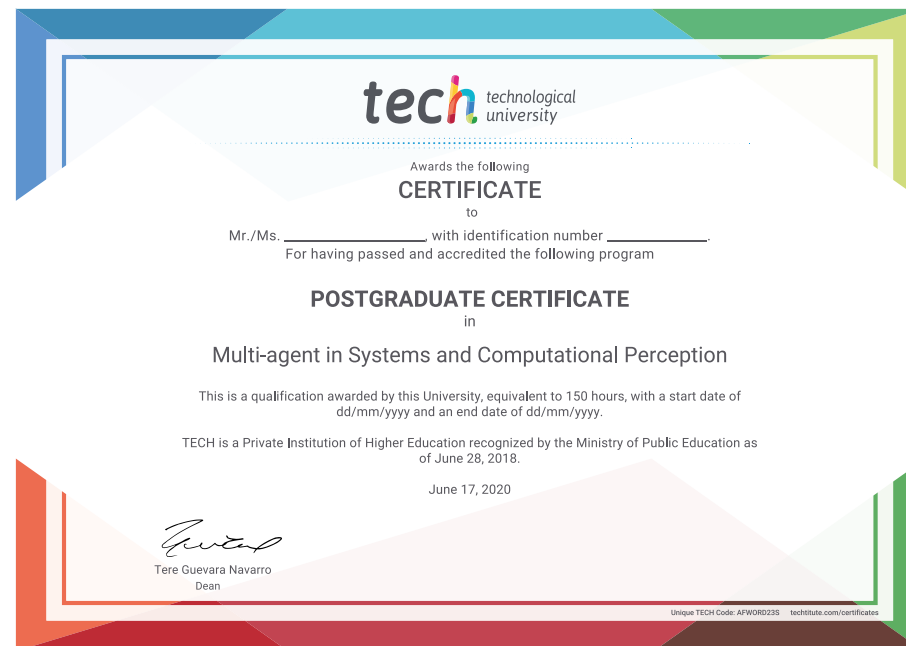 tech technological
university
Awards the following
CERTIFICATE
to
Mr./Ms. ____________________, with identification number ______________.
For having passed and accredited the following program
POSTGRADUATE CERTIFICATE
in
Multi-agent in Systems and Computational Perception
This is a qualification awarded by this University, equivalent to 150 hours, with a start date of
dd/mm/yyyy and an end date of dd/mm/yyyy.
TECH is a Private Institution of Higher Education recognized by the Ministry of Public Education as
of June 28, 2018.
June 17, 2020
Tere Guevara Navarro
Dean
Unique TECH Code: AFWORD23S techtitute.com/certificates